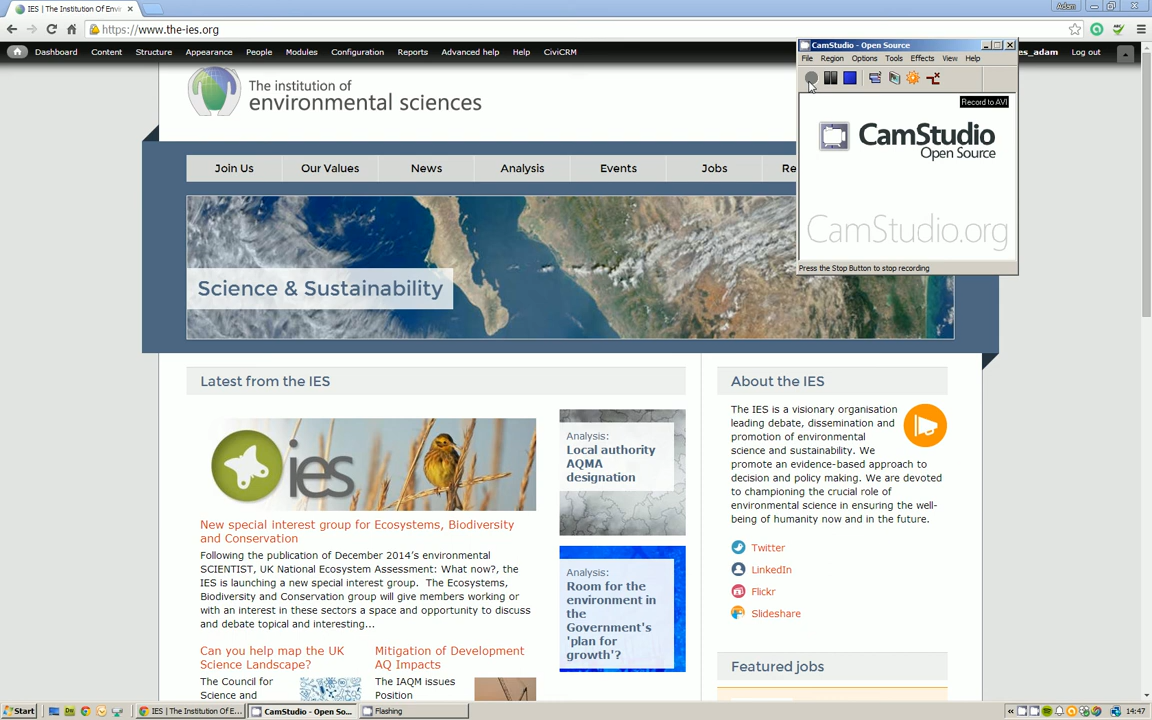 IES | The Institution Of Envi
Adam
https://www.the-ies.org
Dashboard Content Structure Appearance People Modules Configuration Reports Advanced help Help CiviCRM
es_adam Log out
CamStudio - Open Source
File Region Options Tools Effects View Help
Record to AVI
CamStudio
Open Source
CamStudio.org
Press the Stop Button to stop recording
The institution of
environmental sciences
Join Us Our Values News Analysis Events Jobs Re
Science & Sustainability
Latest from the IES
ies
New special interest group for Ecosystems, Biodiversity
and Conservation
Following the publication of December 2014's environmental
SCIENTIST, UK National Ecosystem Assessment: What now?, the
IES is launching a new special interest group. The Ecosystems,
Biodiversity and Conservation group will give members working or
with an interest in these sectors a space and opportunity to discuss
and debate topical and interesting...
Can you help map the UK
Science Landscape?
The Council for
Science and
Mitigation of Development
AQ Impacts
The IAQM issues
Position
Analysis:
Local authority
AQMA
designation
Analysis:
Room for the
environment in
the
Government's
'plan for
growth'?
About the IES
The IES is a visionary organisation
leading debate, dissemination and
promotion of environmental
science and sustainability. We
promote an evidence-based approach to
decision and policy making. We are devoted
to championing the crucial role of
environmental science in ensuring the well-
being of humanity now and in the future.
Twitter
LinkedIn
Flickr
Slideshare
Featured jobs
Start
IES | The Institution Of E...
CamStudio - Open So...
Flashing
14:47